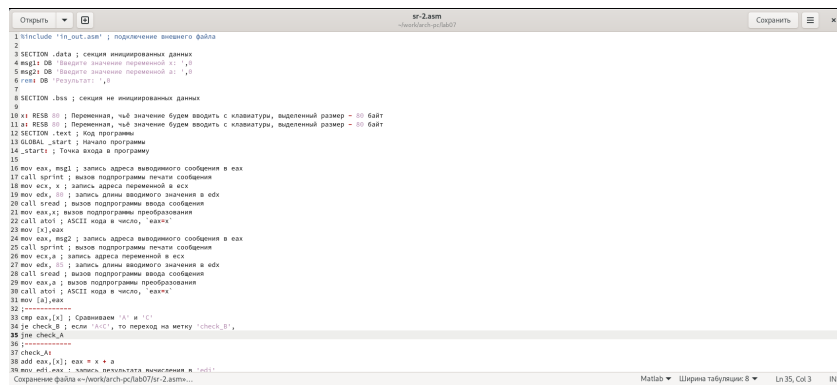 Открыть
sr-2.asm
~/work/arch-pc/lab07
Сохранить
1 %include 'in_out.asm' ; подключение внешнего файла
2
3 SECTION .data ; секция инициированных данных
4 msg1: DB 'Введите значение переменной x: ',0
5 msg2: DB 'Введите значение переменной a: ',0
6 rem: DB 'Результат: ',0
7
8 SECTION .bss ; секция не инициированных данных
9
10 x: RESB 80 ; Переменная, чьё значение будем вводить с клавиатуры, выделенный размер – 80 байт
11 a: RESB 80 ; Переменная, чьё значение будем вводить с клавиатуры, выделенный размер – 80 байт
12 SECTION .text ; Код программы
13 GLOBAL _start ; Начало программы
14 _start: ; Точка входа в программу
15
16 mov eax, msg1 ; запись адреса выводимиого сообщения в eax
17 call sprint ; вызов подпрограммы печати сообщения
18 mov ecx, x ; запись адреса переменной в ecx
19 mov edx, 80 ; запись длины вводимого значения в edx
20 call sread ; вызов подпрограммы ввода сообщения
21 mov eax,x; вызов подпрограммы преобразования
22 call atoi ; ASCII кода в число, `eax=x`
23 mov [x],eax
24 mov eax, msg2 ; запись адреса выводимиого сообщения в eax
25 call sprint ; вызов подпрограммы печати сообщения
26 mov ecx,a ; запись адреса переменной в ecx
27 mov edx, 85 ; запись длины вводимого значения в edx
28 call sread ; вызов подпрограммы ввода сообщения
29 mov eax,a ; вызов подпрограммы преобразования
30 call atoi ; ASCII кода в число, `eax=x`
31 mov [a],eax
32 ;------------
33 cmp eax,[x] ; Сравниваем 'A' и 'C'
34 je check_B ; если 'A<C', то переход на метку 'check_B',
35 jne check_A
36 ;------------
37 check_A:
38 add eax,[x]; eax = x + a
39 mov edi,eax ; запись результата вычисления в 'edi'
Сохранение файла «~/work/arch-pc/lab07/sr-2.asm»...
Matlab
Ширина табуляции: 8
Ln 35, Col 3
IN